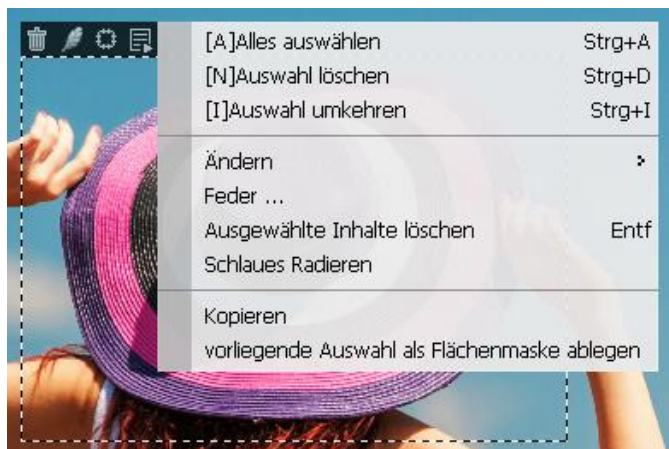 [A]Alles auswählen Strg+A
[N]Auswahl löschen Strg+D
[I]Auswahl umkehren Strg+I
Ändern
Feder ...
Ausgewählte Inhalte löschen Entf
Schlaues Radieren
Kopieren
vorliegende Auswahl als Flächenmaske ablegen